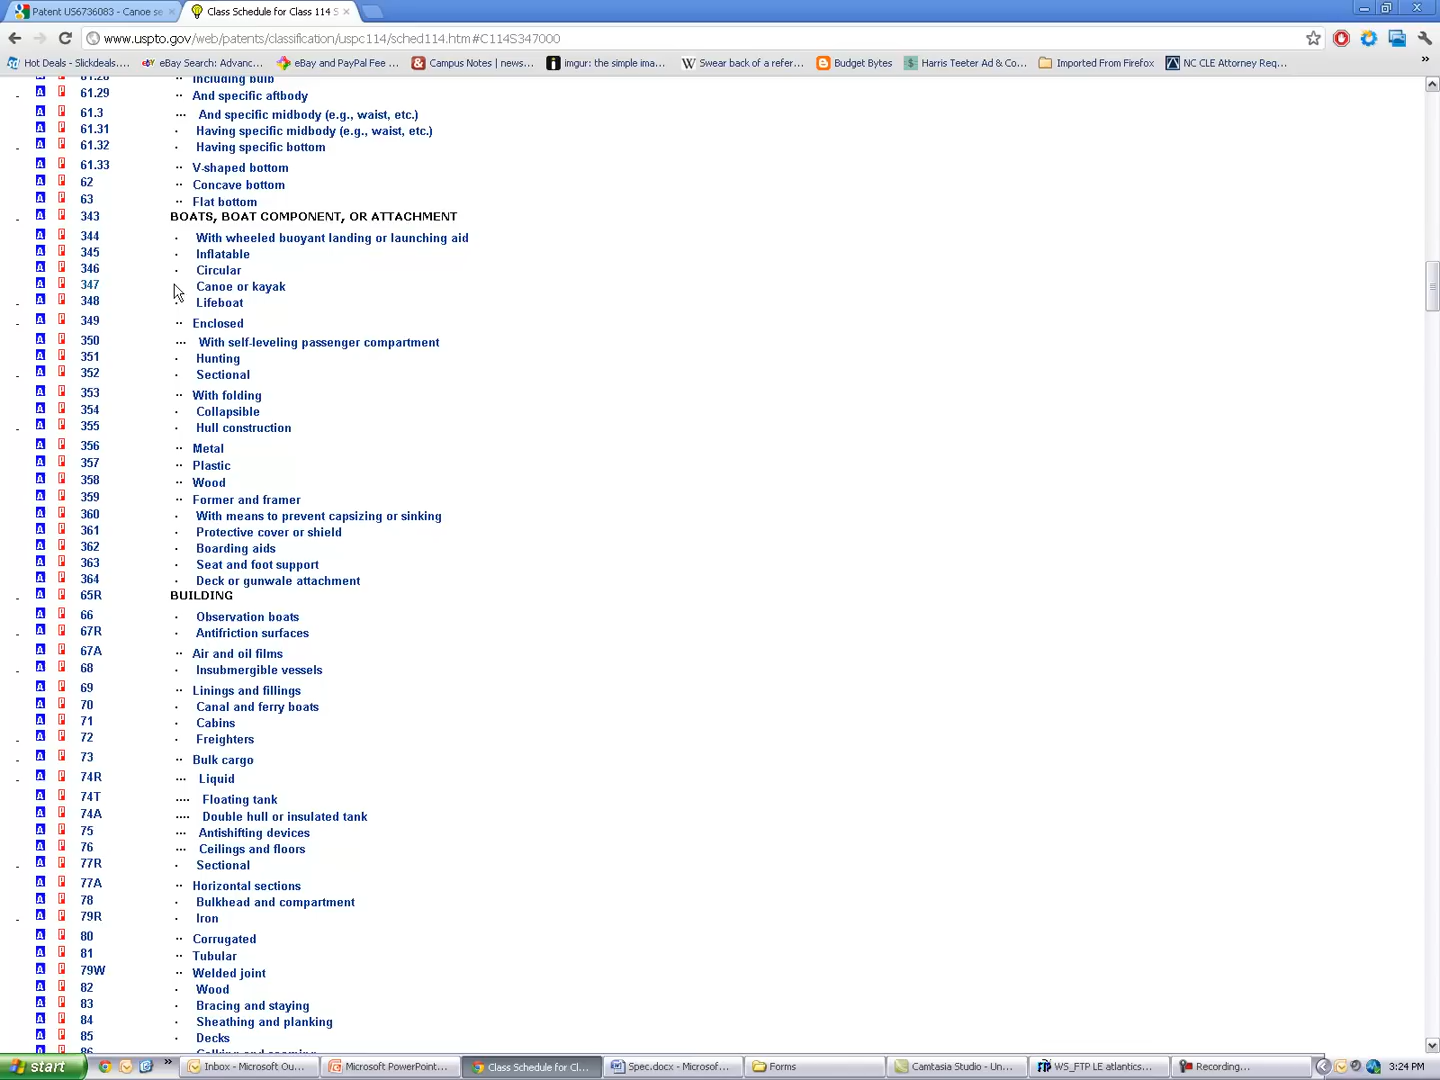 Patent US6736083 - Canoe se
Class Schedule for Class 114 S
www.uspto.gov/web/patents/classification/uspc114/sched114.htm#C114S347000
Hot Deals - Slickdeals.... eBay Search: Advanc... eBay and PayPal Fee ... Campus Notes | news... imgur: the simple ima... Swear back of a refer... Budget Bytes Harris Teeter Ad & Co... Imported From Firefox NC CLE Attorney Req... »
61.28 Including bulb
A P 61.29 •• And specific aftbody
A P 61.3 ••• And specific midbody (e.g., waist, etc.)
A P 61.31 • Having specific midbody (e.g., waist, etc.)
A P 61.32 • Having specific bottom
A P 61.33 •• V-shaped bottom
A P 62 •• Concave bottom
A P 63 •• Flat bottom
A P 343 BOATS, BOAT COMPONENT, OR ATTACHMENT
A P 344 • With wheeled buoyant landing or launching aid
A P 345 • Inflatable
A P 346 • Circular
A P 347 Canoe or kayak
A P 348 • Lifeboat
A P 349 •• Enclosed
A P 350 ••• With self-leveling passenger compartment
A P 351 • Hunting
A P 352 • Sectional
A P 353 •• With folding
A P 354 • Collapsible
A P 355 • Hull construction
A P 356 •• Metal
A P 357 •• Plastic
A P 358 •• Wood
A P 359 •• Former and framer
A P 360 • With means to prevent capsizing or sinking
A P 361 • Protective cover or shield
A P 362 • Boarding aids
A P 363 • Seat and foot support
A P 364 • Deck or gunwale attachment
A P 65R BUILDING
A P 66 • Observation boats
A P 67R • Antifriction surfaces
A P 67A •• Air and oil films
A P 68 • Insubmergible vessels
A P 69 •• Linings and fillings
A P 70 • Canal and ferry boats
A P 71 • Cabins
A P 72 • Freighters
A P 73 •• Bulk cargo
A P 74R ••• Liquid
A P 74T •••• Floating tank
A P 74A •••• Double hull or insulated tank
A P 75 ••• Antishifting devices
A P 76 ••• Ceilings and floors
A P 77R • Sectional
A P 77A •• Horizontal sections
A P 78 • Bulkhead and compartment
A P 79R • Iron
A P 80 •• Corrugated
A P 81 •• Tubular
A P 79W •• Welded joint
A P 82 • Wood
A P 83 • Bracing and staying
A P 84 • Sheathing and planking
A P 85 • Decks
86
start » Inbox - Microsoft Ou... Microsoft PowerPoint... Class Schedule for Cl... Spec.docx - Microsof... Forms Camtasia Studio - Un... WS_FTP LE atlantics... Recording... 3:24 PM